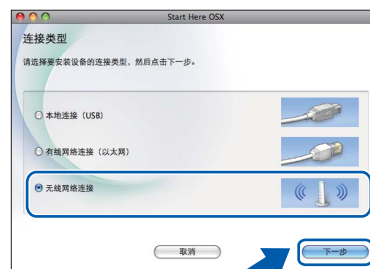 Start Here OSX
连接类型
请选择要安装设备的连接类型，然后点击下一步。
本地连接（USB）
有线网络连接（以太网）
无线网络连接
取消
下一步